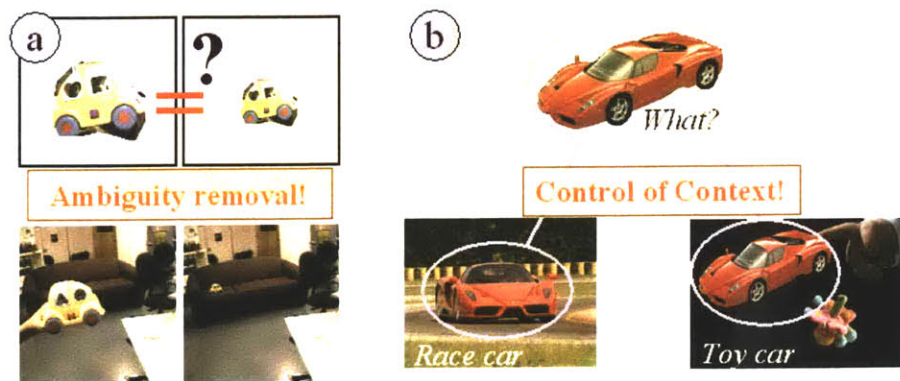 a
?
=
Ambiguity removal!
b
What?
Control of Context!
Race car
Toy car